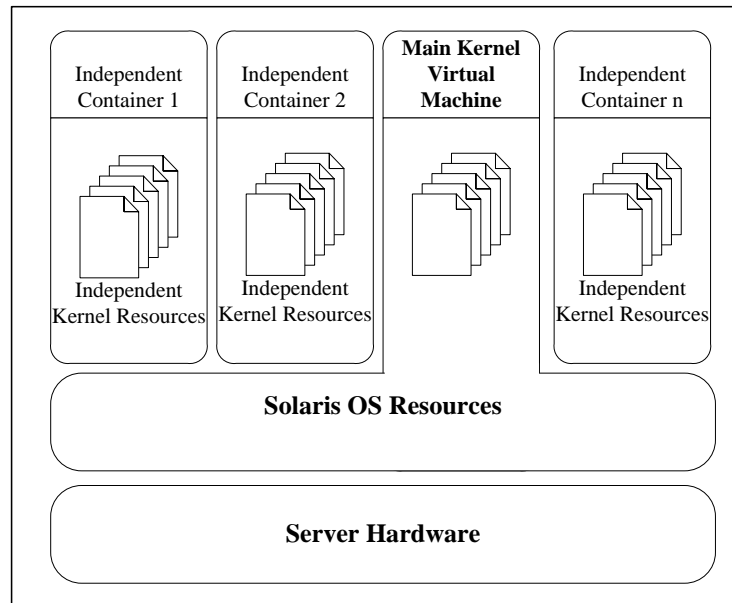 Independent
Container 1
Independent
Container 2
Main Kernel
Virtual
Machine
Independent
Container n
Independent
Kernel Resources
Independent
Kernel Resources
Independent
Kernel Resources
Solaris OS Resources
Server Hardware